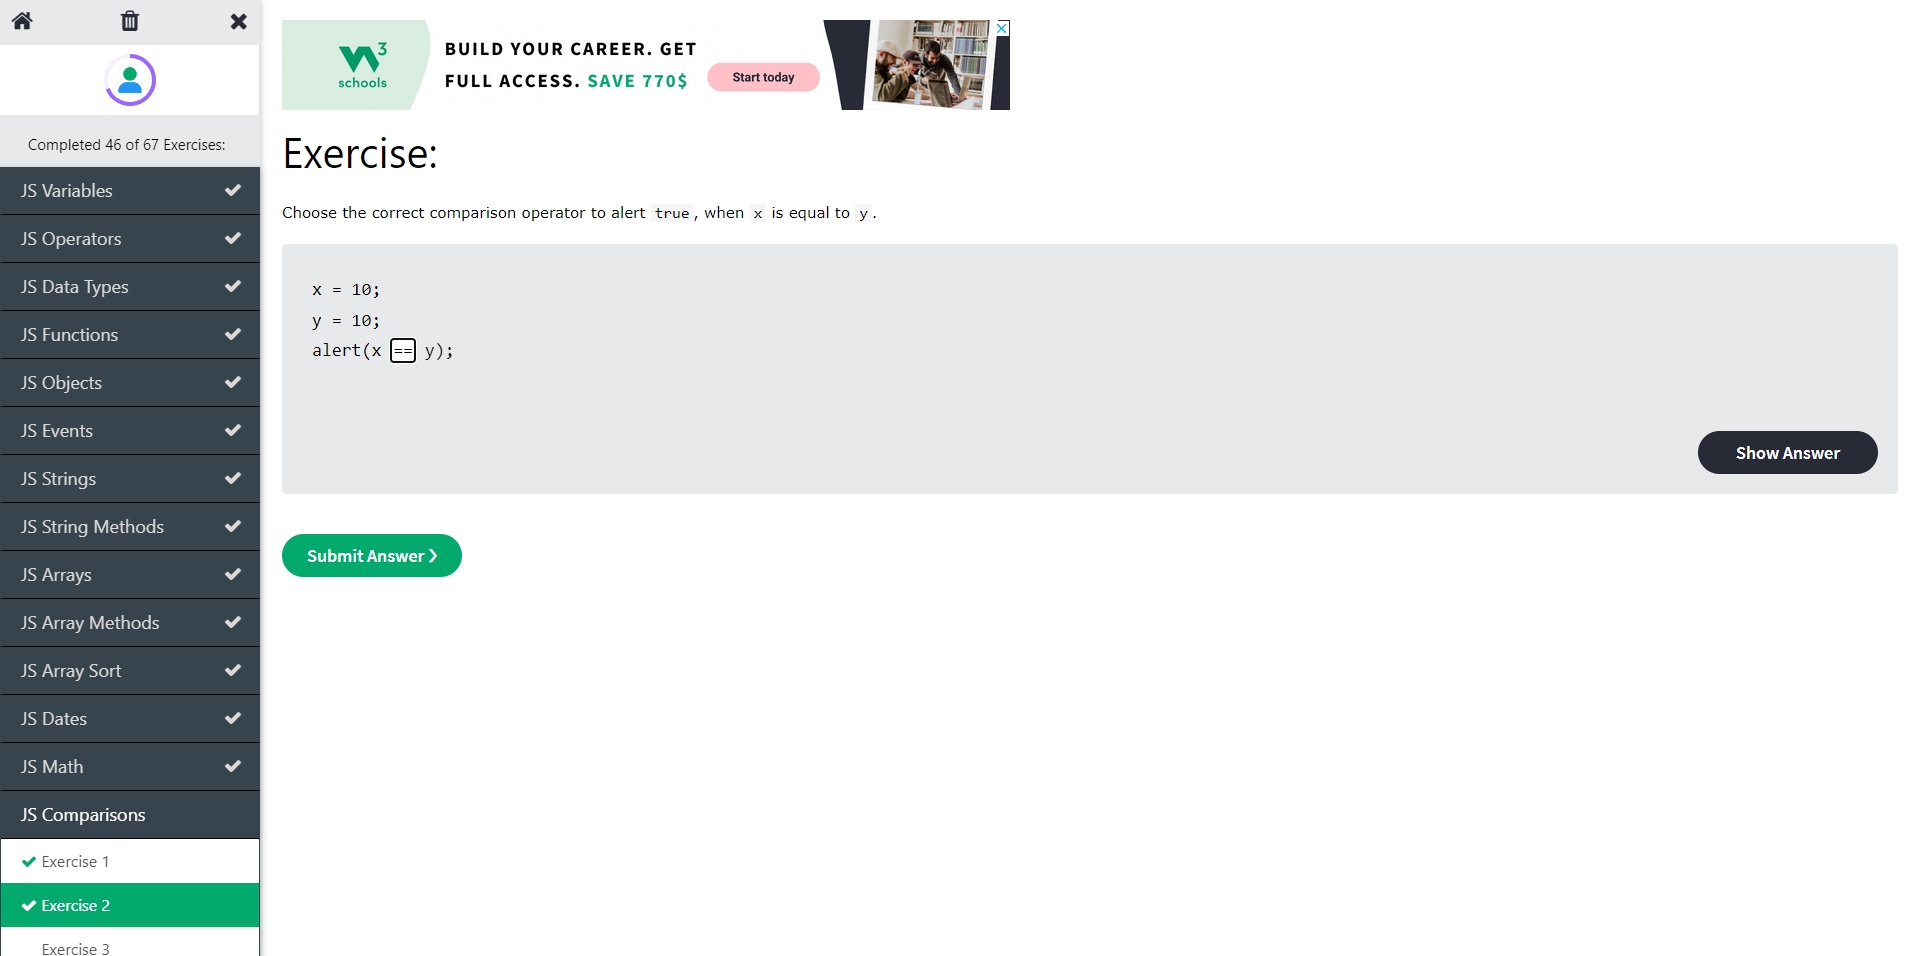 Completed 46 of 67 Exercises:
JS Variables
JS Operators
JS Data Types
JS Functions
JS Objects
JS Events
JS Strings
JS String Methods
JS Arrays
JS Array Methods
JS Array Sort
JS Dates
JS Math
JS Comparisons
Exercise 1
Exercise 2
Exercise 3
W3
schools
BUILD YOUR CAREER. GET
FULL ACCESS. SAVE 770$
Start today
Exercise:
Choose the correct comparison operator to alert true, when x is equal to y.
x = 10;
y = 10;
alert(x == y);
Show Answer
Submit Answer ❯